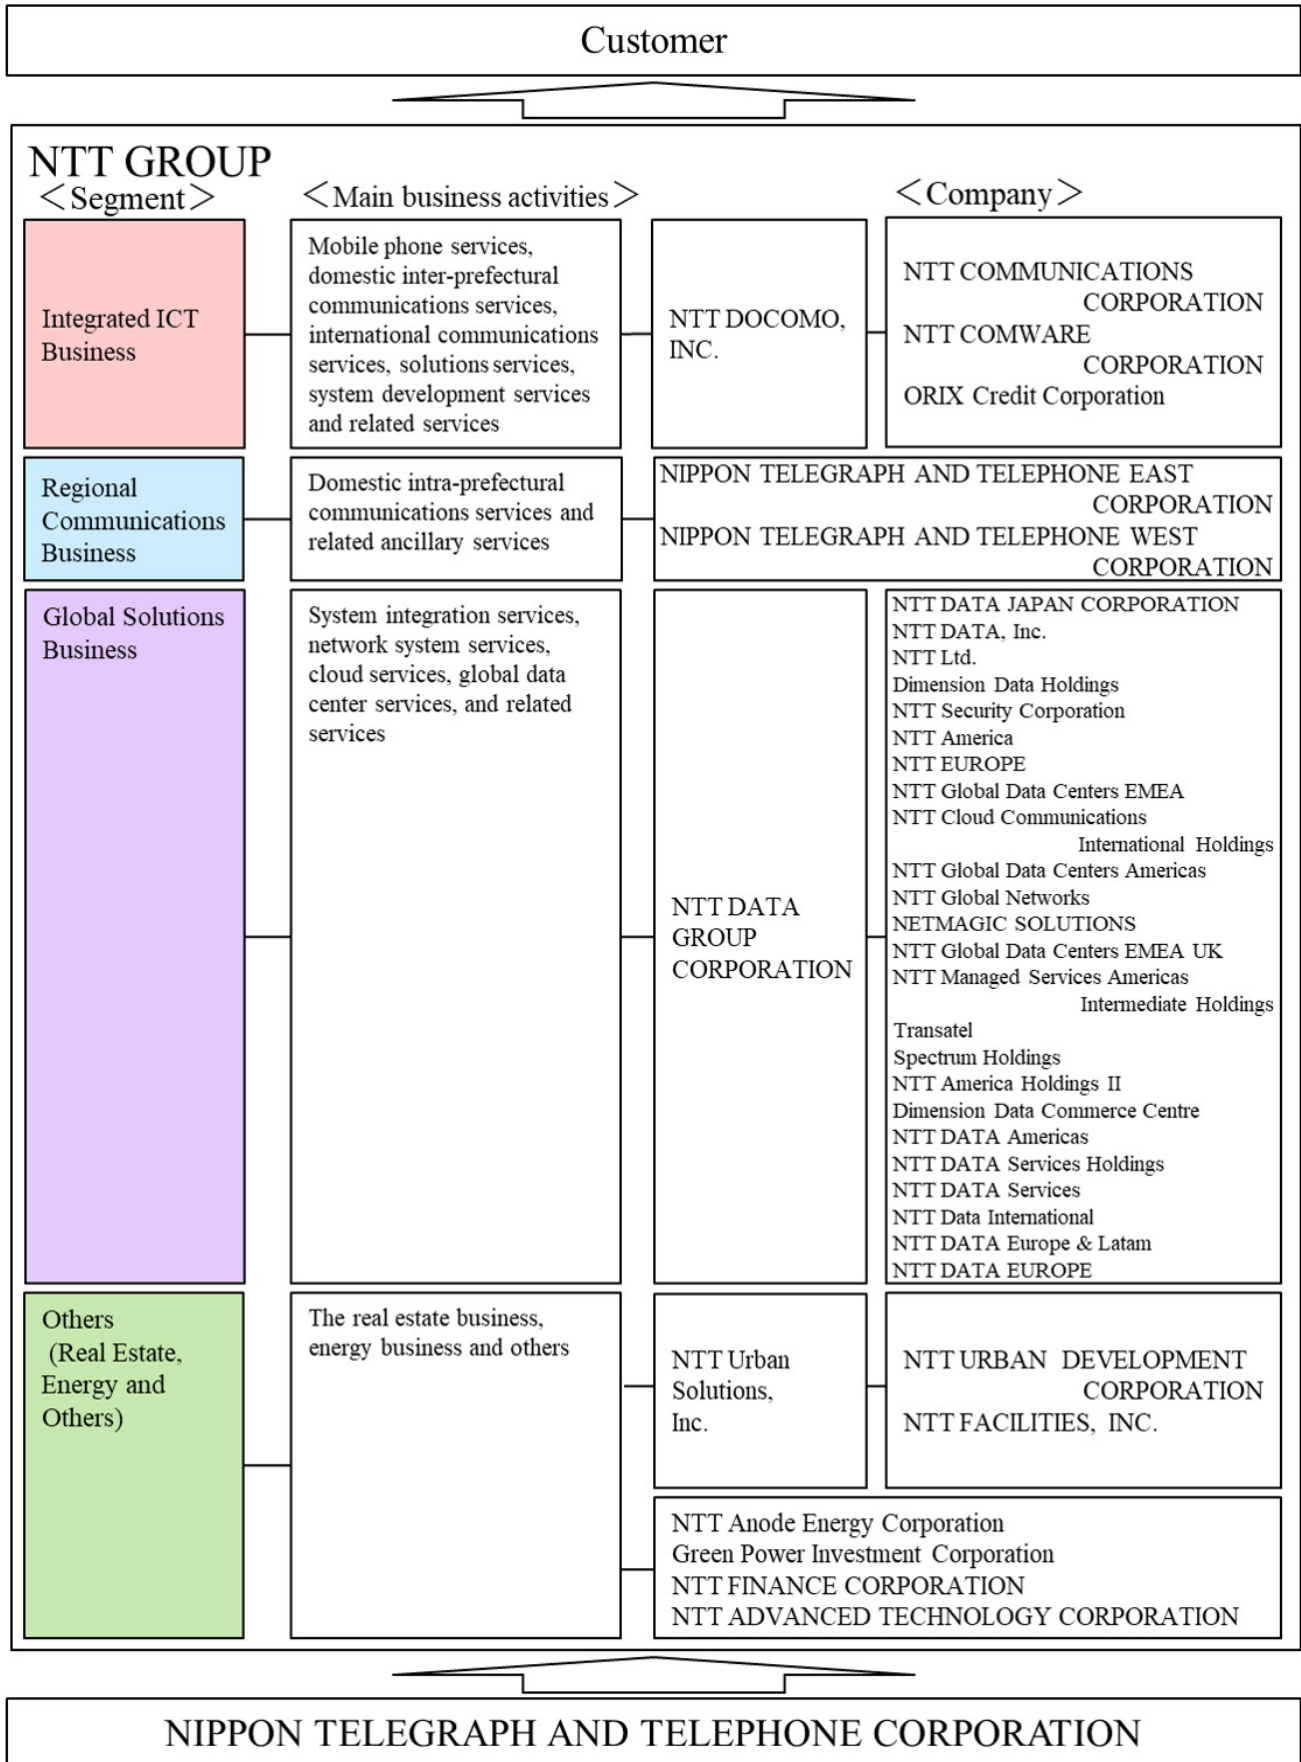 Customer
NTT GROUP
＜Segment＞
＜Main business activities＞
＜Company＞
Integrated ICT
Business
Mobile phone services,
domestic inter-prefectural
communications services,
international communications
services, solutions services,
system development services
and related services
NTT DOCOMO,
INC.
NTT COMMUNICATIONS
CORPORATION
NTT COMWARE
CORPORATION
ORIX Credit Corporation
Regional
Communications
Business
Domestic intra-prefectural
communications services and
related ancillary services
NIPPON TELEGRAPH AND TELEPHONE EAST
CORPORATION
NIPPON TELEGRAPH AND TELEPHONE WEST
CORPORATION
Global Solutions
Business
System integration services,
network system services,
cloud services, global data
center services, and related
services
NTT DATA
GROUP
CORPORATION
NTT DATA JAPAN CORPORATION
NTT DATA, Inc.
NTT Ltd.
Dimension Data Holdings
NTT Security Corporation
NTT America
NTT EUROPE
NTT Global Data Centers EMEA
NTT Cloud Communications
International Holdings
NTT Global Data Centers Americas
NTT Global Networks
NETMAGIC SOLUTIONS
NTT Global Data Centers EMEA UK
NTT Managed Services Americas
Intermediate Holdings
Transatel
Spectrum Holdings
NTT America Holdings II
Dimension Data Commerce Centre
NTT DATA Americas
NTT DATA Services Holdings
NTT DATA Services
NTT Data International
NTT DATA Europe & Latam
NTT DATA EUROPE
Others
(Real Estate,
Energy and
Others)
The real estate business,
energy business and others
NTT Urban
Solutions,
Inc.
NTT URBAN DEVELOPMENT
CORPORATION
NTT FACILITIES, INC.
NTT Anode Energy Corporation
Green Power Investment Corporation
NTT FINANCE CORPORATION
NTT ADVANCED TECHNOLOGY CORPORATION
NIPPON TELEGRAPH AND TELEPHONE CORPORATION